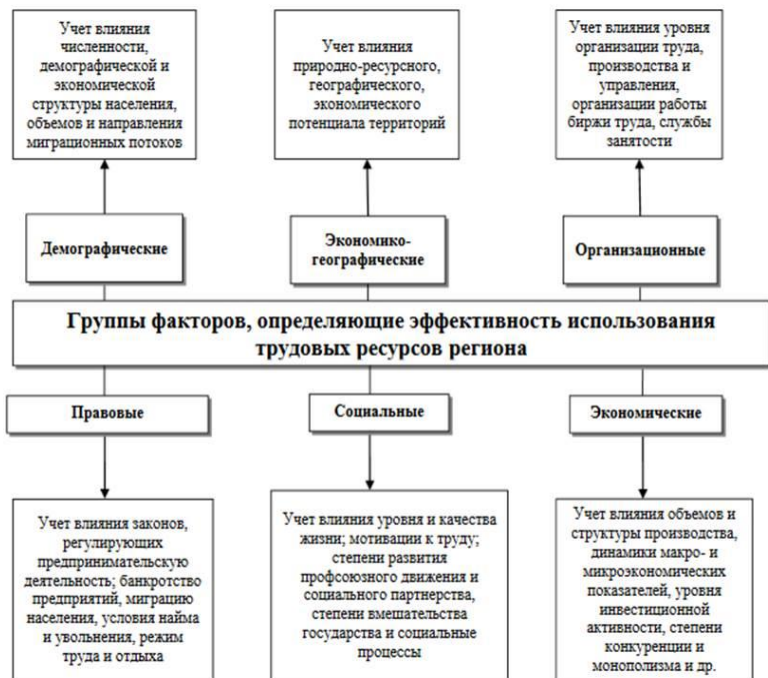 Учет влияния
численности,
демографической и
экономической
структуры населения,
объемов и направления
миграционных потоков
Учет влияния
природно-ресурсного,
географического,
экономического
потенциала территорий
Учет влияния уровня
организации труда,
производства и
управления,
организации работы
биржи труда, службы
занятости
Демографические
Экономико-
географические
Организационные
Группы факторов, определяющие эффективность использования
трудовых ресурсов региона
Правовые
Социальные
Экономические
Учет влияния законов,
регулирующих
предпринимательскую
деятельность; банкротство
предприятий, миграцию
населения, условия найма
и увольнения, режим
труда и отдыха
Учет влияния уровня и качества
жизни; мотивации к труду;
степени развития
профсоюзного движения и
социального партнерства,
степени вмешательства
государства и социальные
процессы
Учет влияния объемов и
структуры производства,
динамики макро- и
микроэкономических
показателей, уровня
инвестиционной
активности, степени
конкуренции и
монополизма и др.